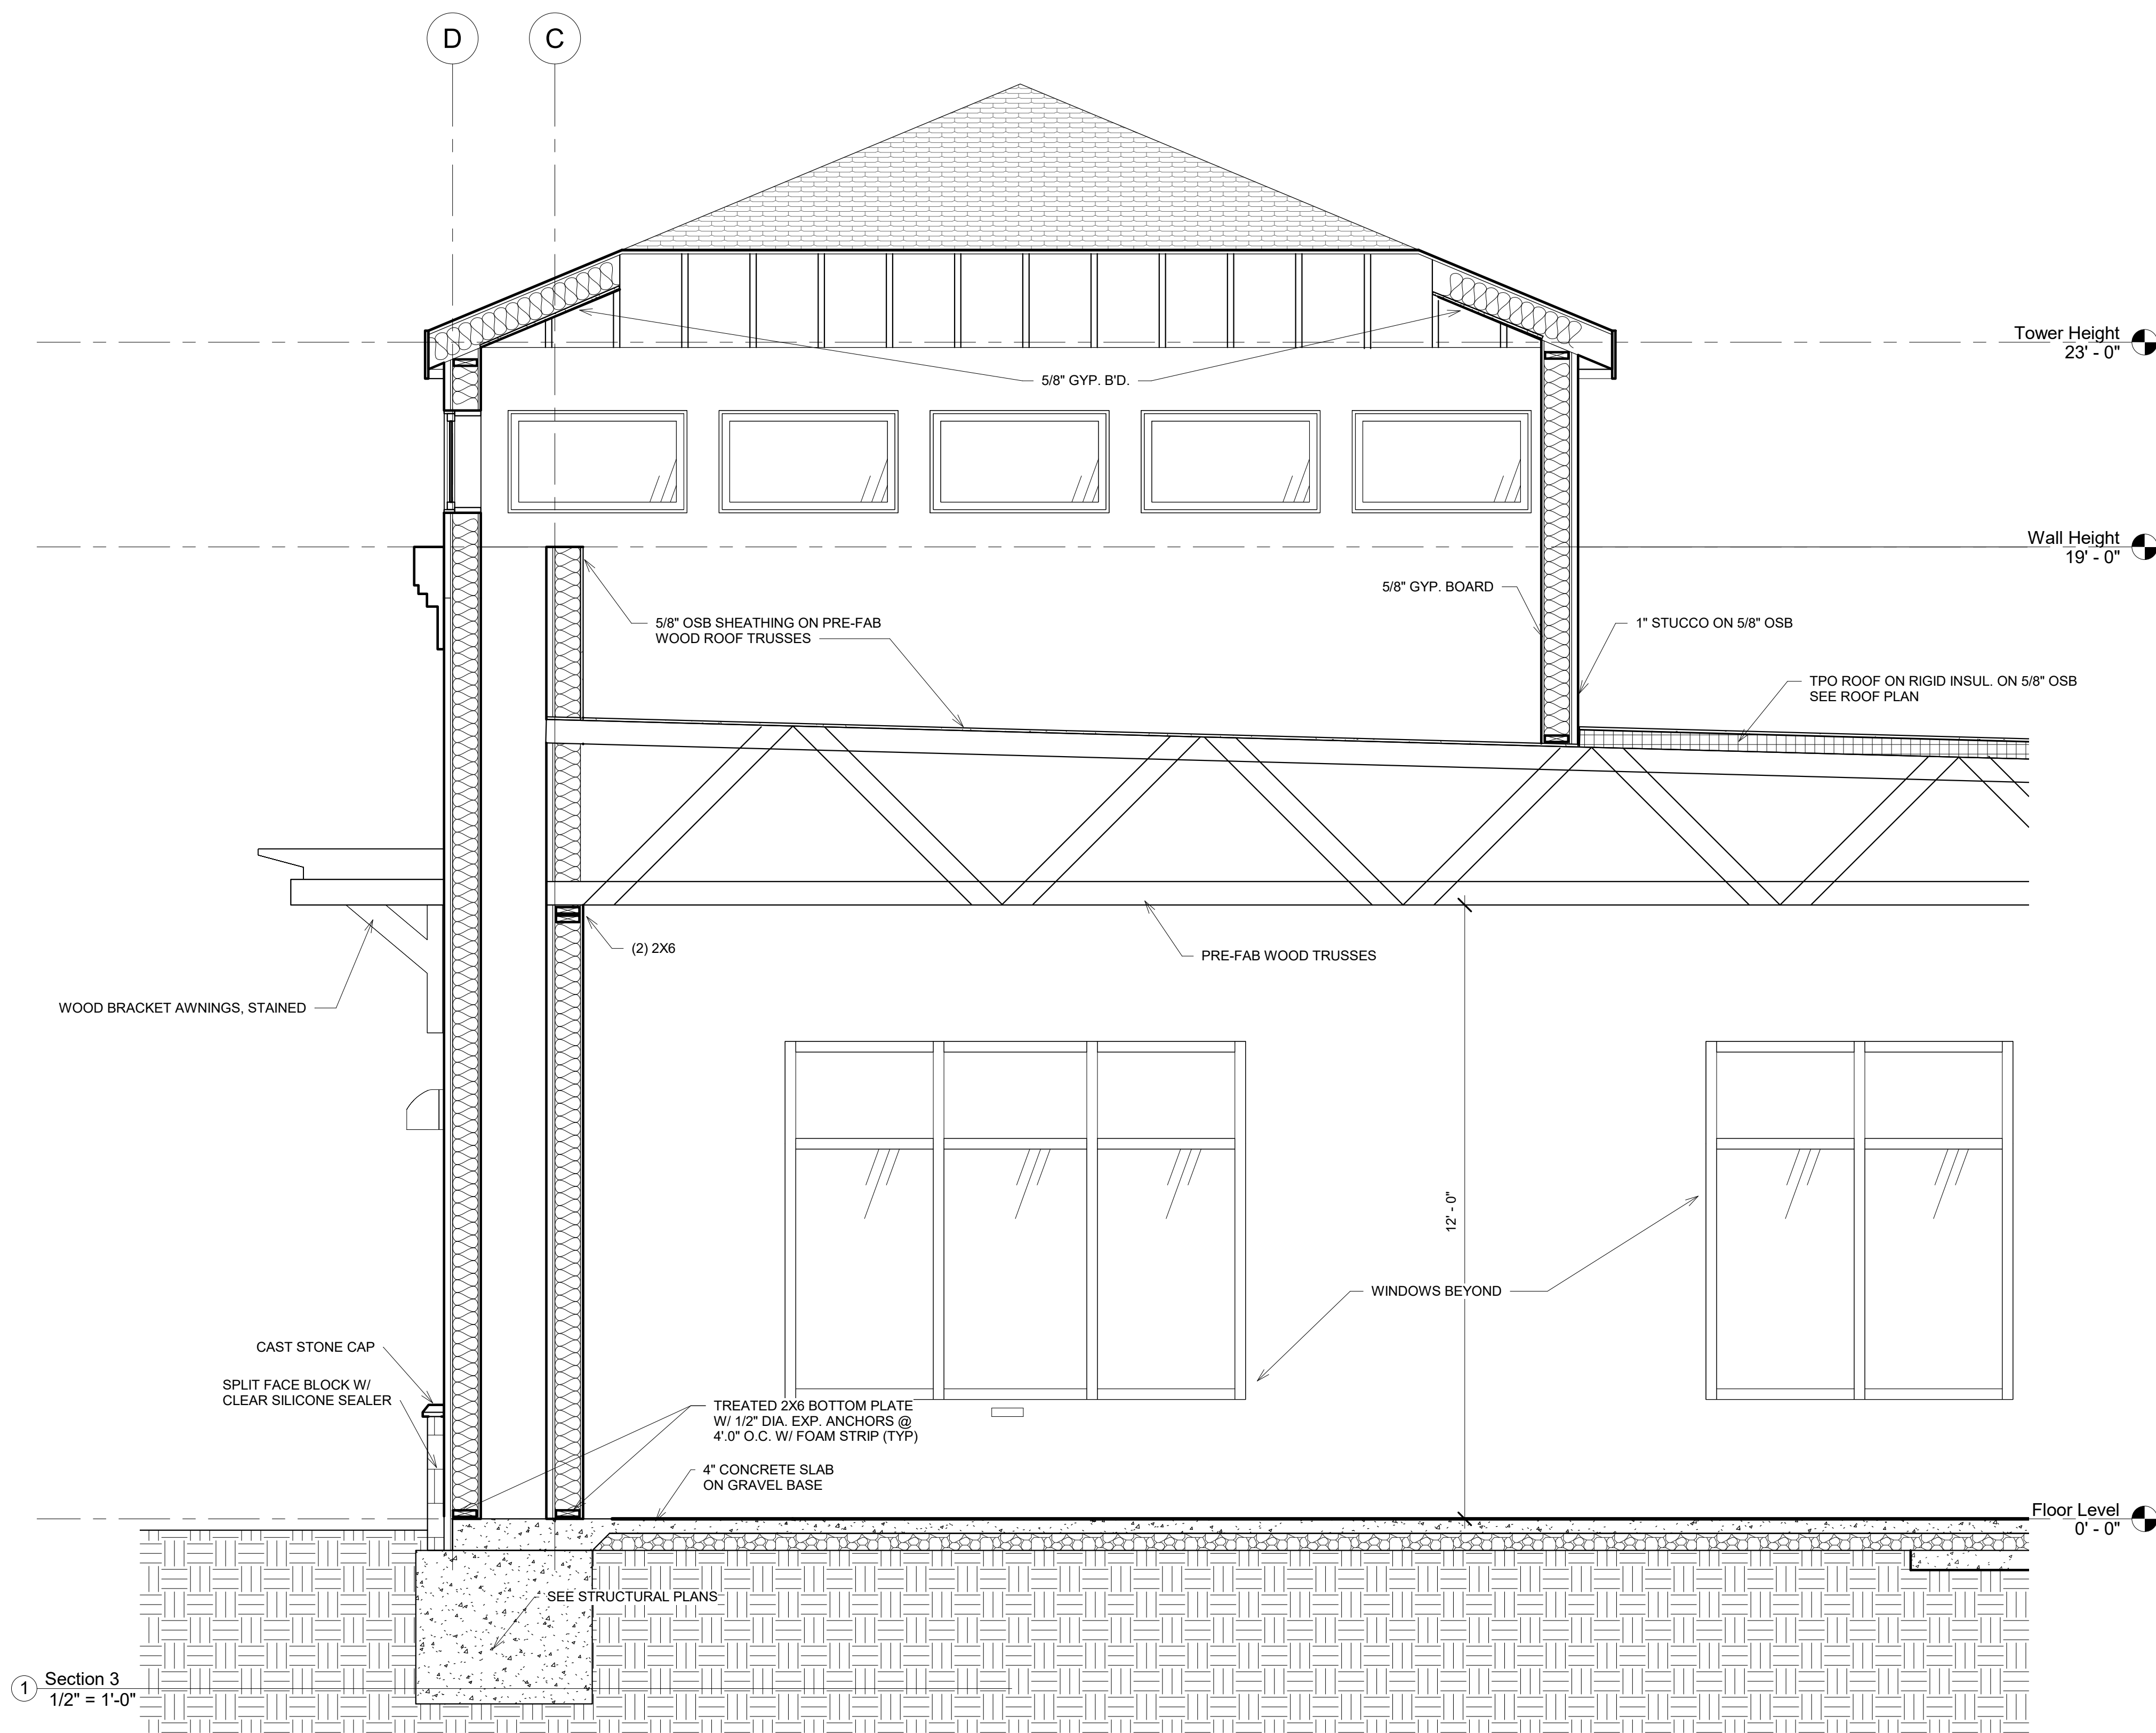 D
C
Tower Height
23' - 0"
5/8" GYP. B'D.
Wall Height
19' - 0"
5/8" GYP. BOARD
5/8" OSB SHEATHING ON PRE-FAB
WOOD ROOF TRUSSES
1" STUCCO ON 5/8" OSB
TPO ROOF ON RIGID INSUL. ON 5/8" OSB
SEE ROOF PLAN
(2) 2X6
PRE-FAB WOOD TRUSSES
WOOD BRACKET AWNINGS, STAINED
12' - 0"
WINDOWS BEYOND
CAST STONE CAP
SPLIT FACE BLOCK W/
CLEAR SILICONE SEALER
TREATED 2X6 BOTTOM PLATE
W/ 1/2" DIA. EXP. ANCHORS @
4'.0" O.C. W/ FOAM STRIP (TYP)
4" CONCRETE SLAB
ON GRAVEL BASE
Floor Level
0' - 0"
SEE STRUCTURAL PLANS
1
Section 3
1/2" = 1'-0"